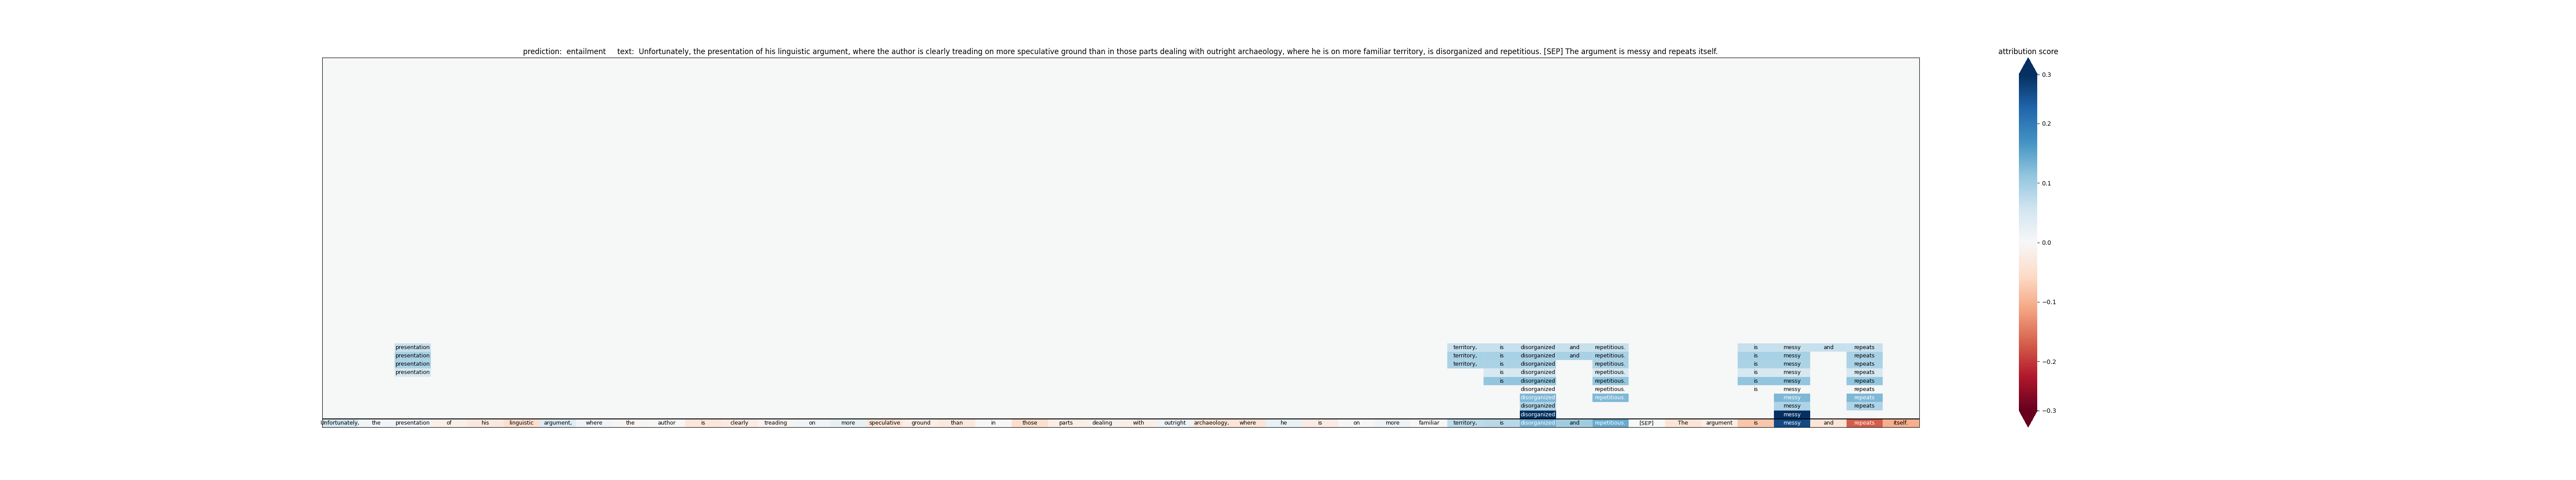 prediction:  entailment     text:  Unfortunately, the presentation of his linguistic argument, where the author is clearly treading on more speculative ground than in those parts dealing with outright archaeology, where he is on more familiar territory, is disorganized and repetitious. [SEP] The argument is messy and repeats itself.
attribution score
0.3
0.2
0.1
0.0
−0.1
−0.2
−0.3
presentation territory, is disorganized and repetitious. is messy and repeats
presentation territory, is disorganized and repetitious. is messy repeats
presentation territory, is disorganized repetitious. is messy repeats
presentation is disorganized repetitious. is messy repeats
is disorganized repetitious. is messy repeats
disorganized repetitious. is messy repeats
disorganized repetitious. messy repeats
disorganized messy repeats
disorganized messy
Unfortunately, the presentation of his linguistic argument, where the author is clearly treading on more speculative ground than in those parts dealing with outright archaeology, where he is on more familiar territory, is disorganized and repetitious. [SEP] The argument is messy and repeats itself.